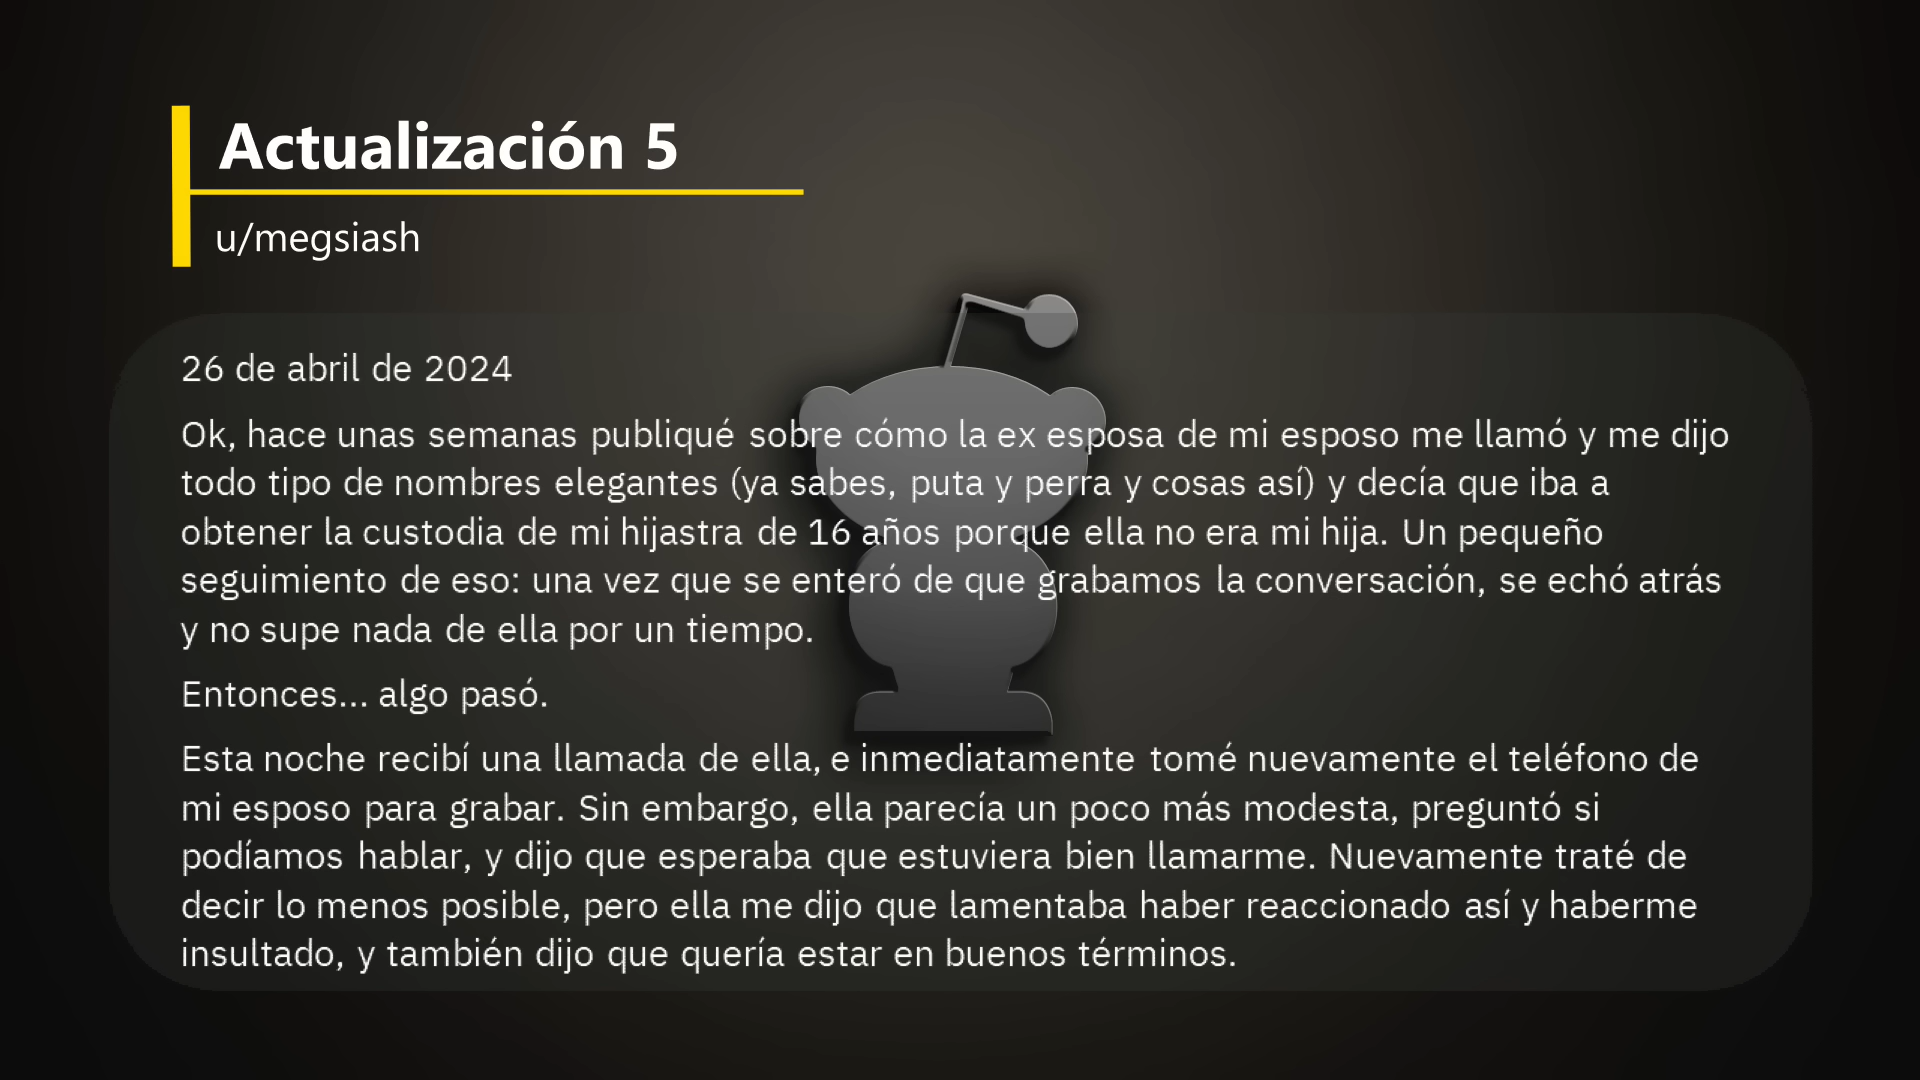 Actualización 5
u/megsiash
26 de abril de 2024
Ok, hace unas semanas publiqué sobre cómo la ex esposa de mi esposo me llamó y me dijo
todo tipo de nombres elegantes (ya sabes, puta y perra y cosas así) y decía que iba a
obtener la custodia de mi hijastra de 16 años porque ella no era mi hija. Un pequeño
seguimiento de eso: una vez que se enteró de que grabamos la conversación, se echó atrás
y no supe nada de ella por un tiempo.
Entonces... algo pasó.
Esta noche recibí una llamada de ella, e inmediatamente tomé nuevamente el teléfono de
mi esposo para grabar. Sin embargo, ella parecía un poco más modesta, preguntó si
podíamos hablar, y dijo que esperaba que estuviera bien llamarme. Nuevamente traté de
decir lo menos posible, pero ella me dijo que lamentaba haber reaccionado así y haberme
insultado, y también dijo que quería estar en buenos términos.